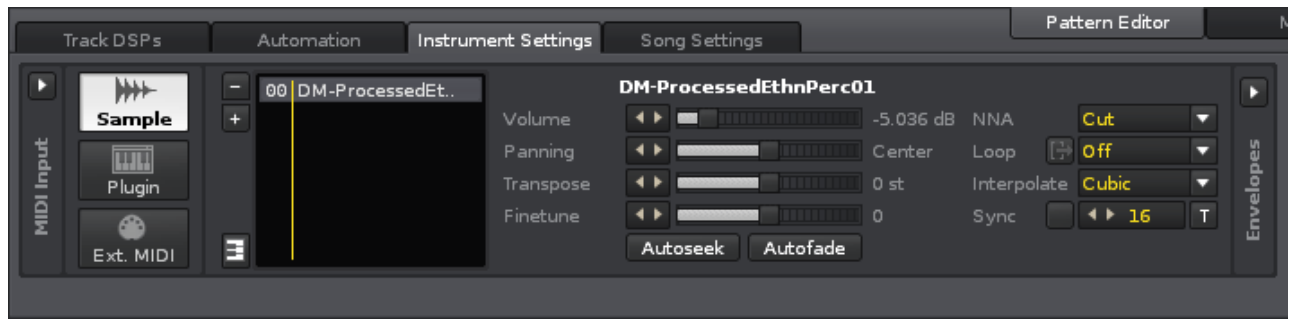 Pattern Editor
M
Track DSPs Automation Instrument Settings Song Settings
MIDI Input
Sample
Plugin
Ext. MIDI
00 DM-ProcessedEt..
DM-ProcessedEthnPerc01
Volume -5.036 dB NNA Cut
Panning Center Loop Off
Transpose 0 st Interpolate Cubic
Finetune 0 Sync 16 T
Autoseek Autofade
Envelopes